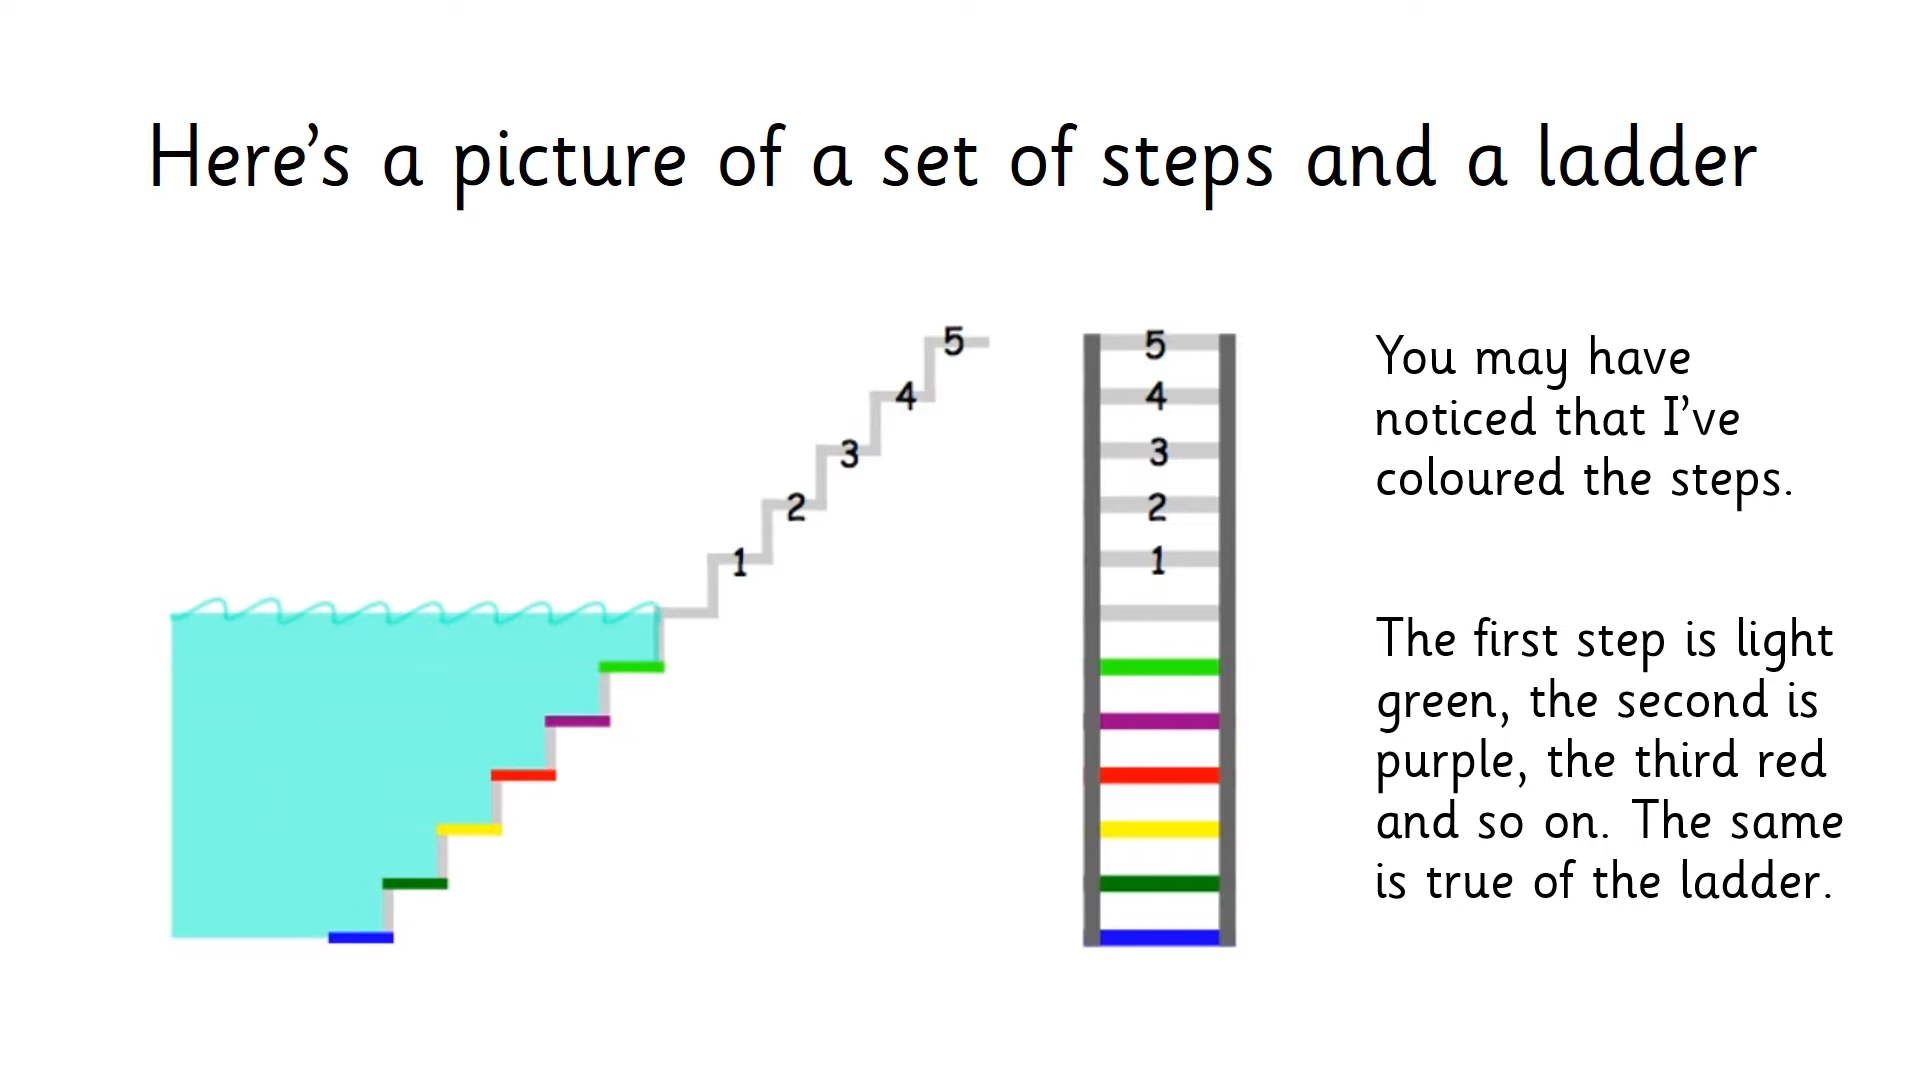 Here’s a picture of a set of steps and a ladder
5
4
3
2
1
5
4
3
2
1
You may have
noticed that I’ve
coloured the steps.
The first step is light
green, the second is
purple, the third red
and so on. The same
is true of the ladder.